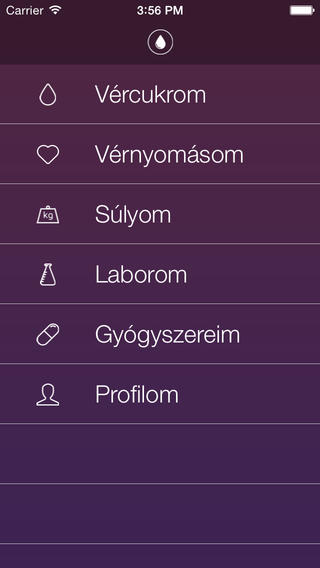 Carrier 3:56 PM
Vércukrom
Vérnyomásom
kg
Súlyom
Laborom
Gyógyszereim
Profilom